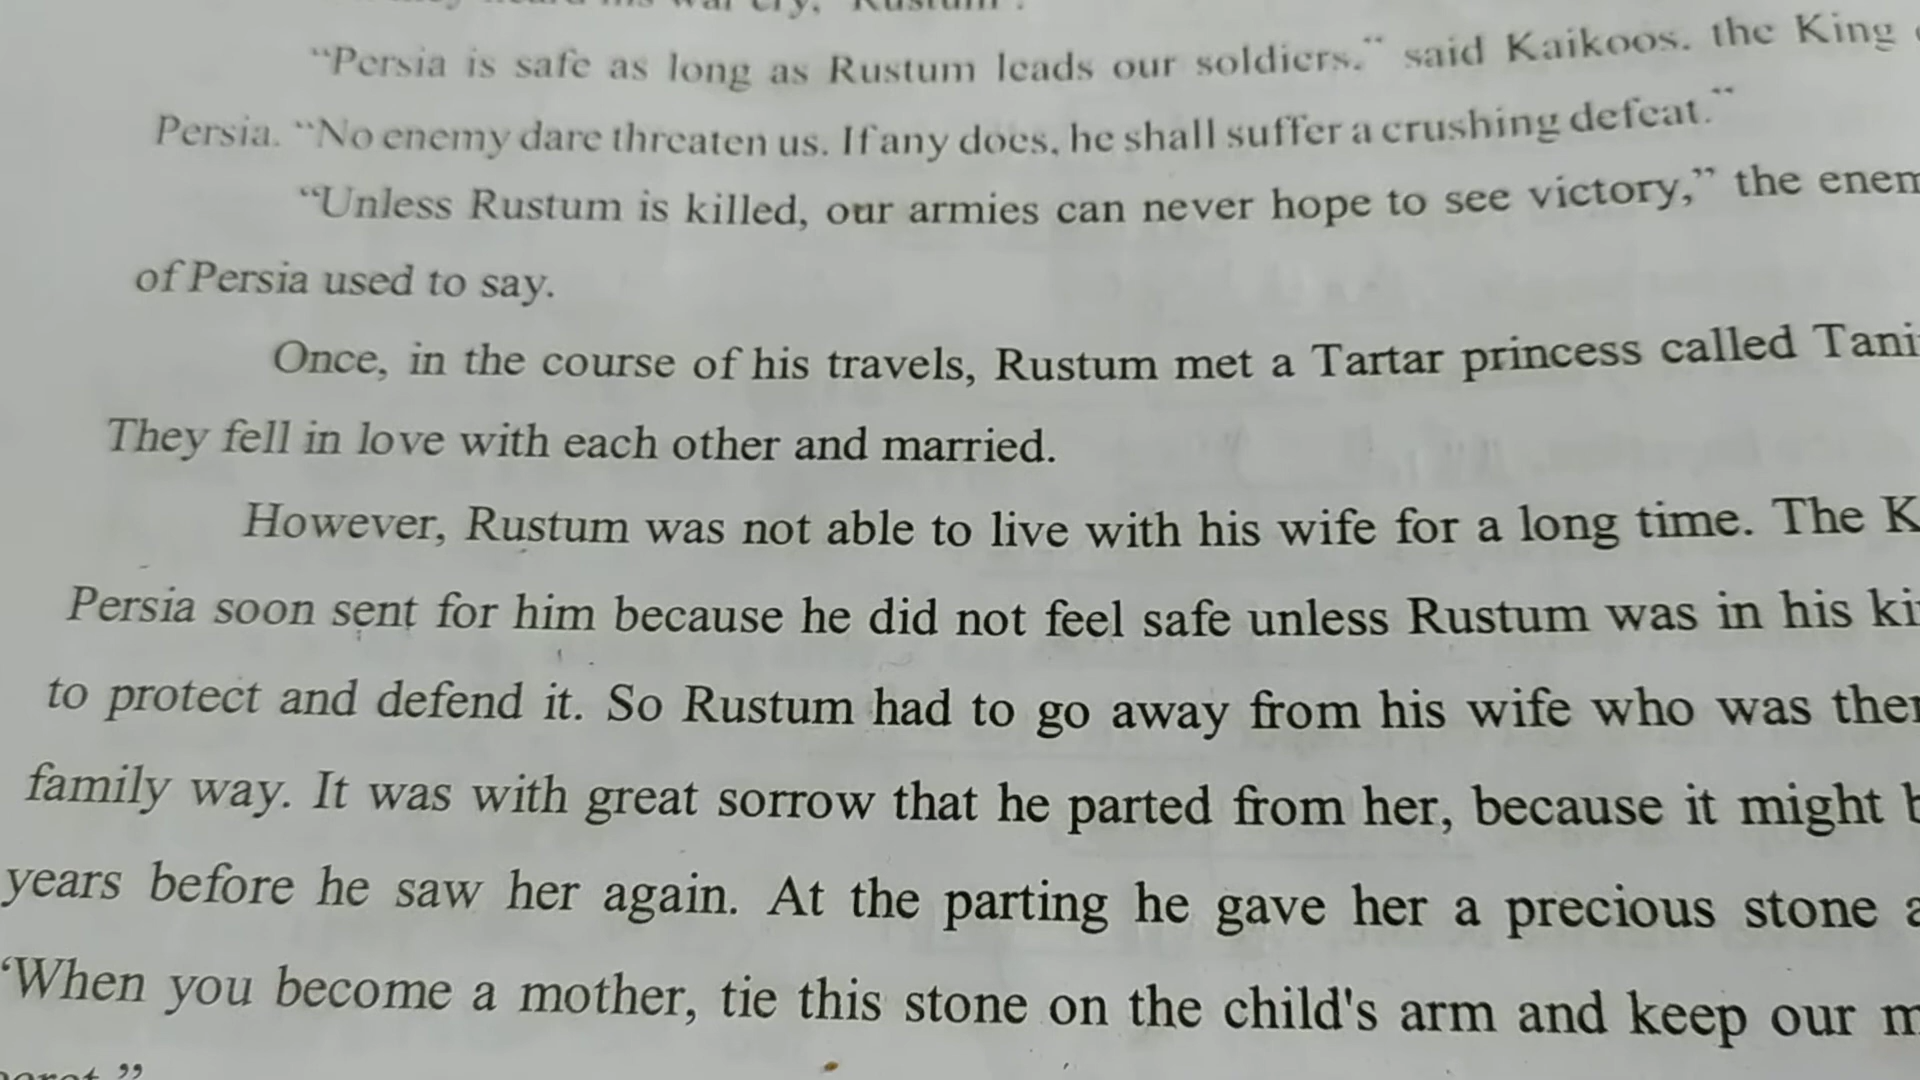 heard his war cry, "Rustum".
"Persia is safe as long as Rustum leads our soldiers." said Kaikoos. the King
Persia. "No enemy dare threaten us. If any does, he shall suffer a crushing defeat."
"Unless Rustum is killed, our armies can never hope to see victory," the
of Persia used to say.
Once, in the course of his travels, Rustum met a Tartar princess called
They fell in love with each other and married.
However, Rustum was not able to live with his wife for a long time. The
Persia soon sent for him because he did not feel safe unless Rustum was in his
to protect and defend it. So Rustum had to go away from his wife who was
family way. It was with great sorrow that he parted from her, because it might
years before he saw her again. At the parting he gave her a precious stone
'When you become a mother, tie this stone on the child's arm and keep our